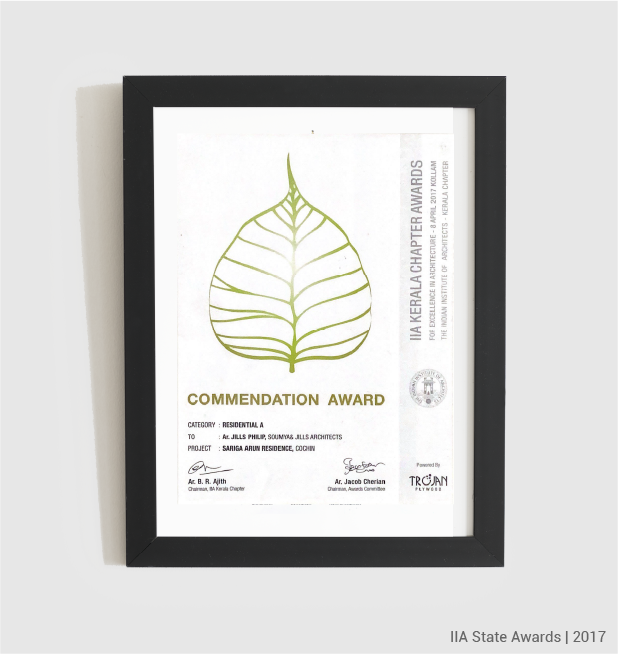 COMMENDATION AWARD
CATEGORY : RESIDENTIAL A
TO : Ar. JILLS PHILIP, SOUMYA& JILLS ARCHITECTS
PROJECT : SARIGA ARUN RESIDENCE, COCHIN
Ar. B. R. Ajith
Chairman, IIA Kerala Chapter
Ar. Jacob Cherian
Chairman, Awards Committee
IIA KERALA CHAPTER AWARDS
FOR EXCELLENCE IN ARCHITECTURE - 8 APRIL 2017 KOLLAM
THE INDIAN INSTITUTE OF ARCHITECTS - KERALA CHAPTER
Powered By
TROJAN
PLYWOOD
IIA State Awards | 2017